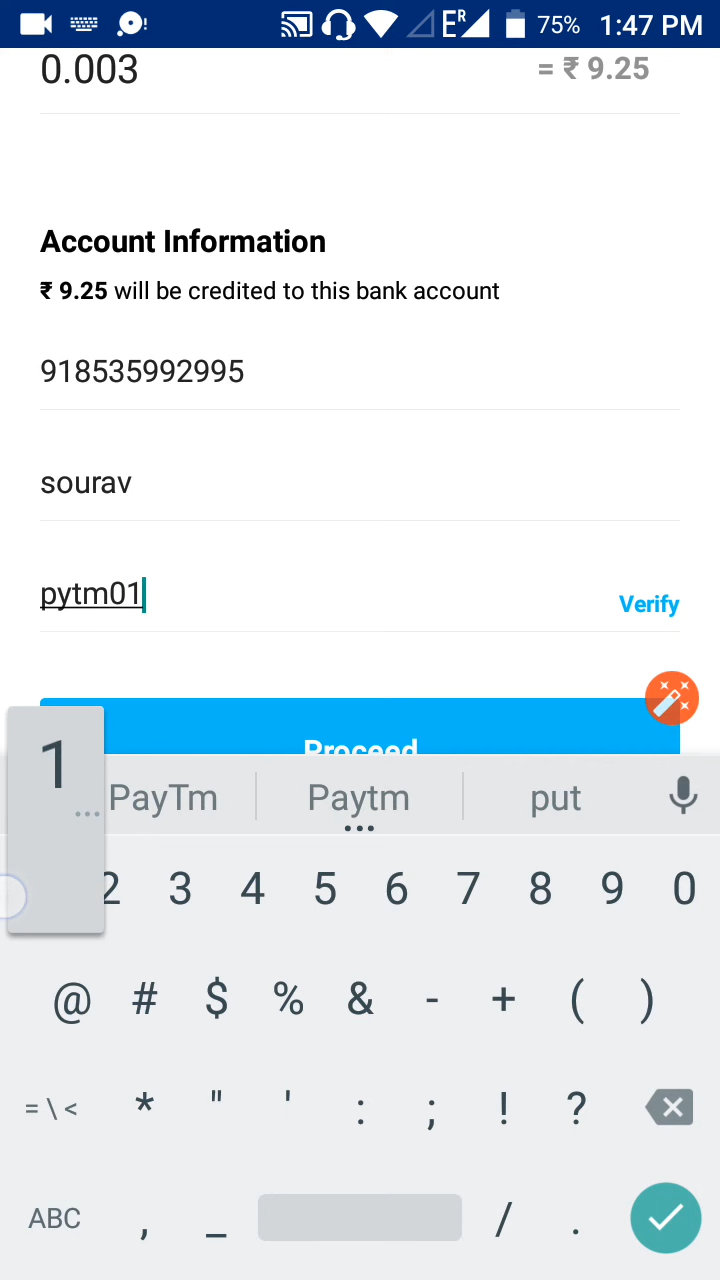 75% 1:47 PM
0.003 = ₹ 9.25
Account Information
₹ 9.25 will be credited to this bank account
918535992995
sourav
pytm01
Verify
Proceed
1
PayTm Paytm put
2 3 4 5 6 7 8 9 0
@ # $ % & - + ( )
= \ < * " ' : ; ! ?
ABC , _ / .